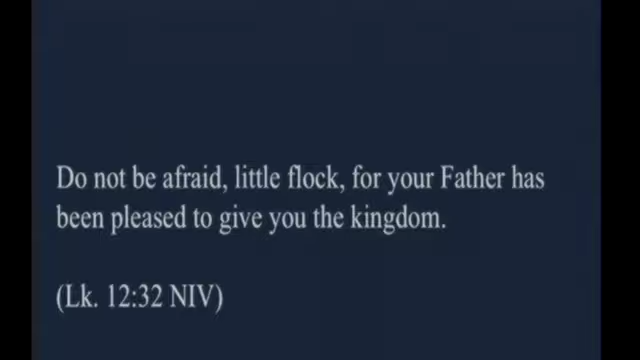 Do not be afraid, little flock, for your Father has
been pleased to give you the kingdom.
(Lk. 12:32 NIV)